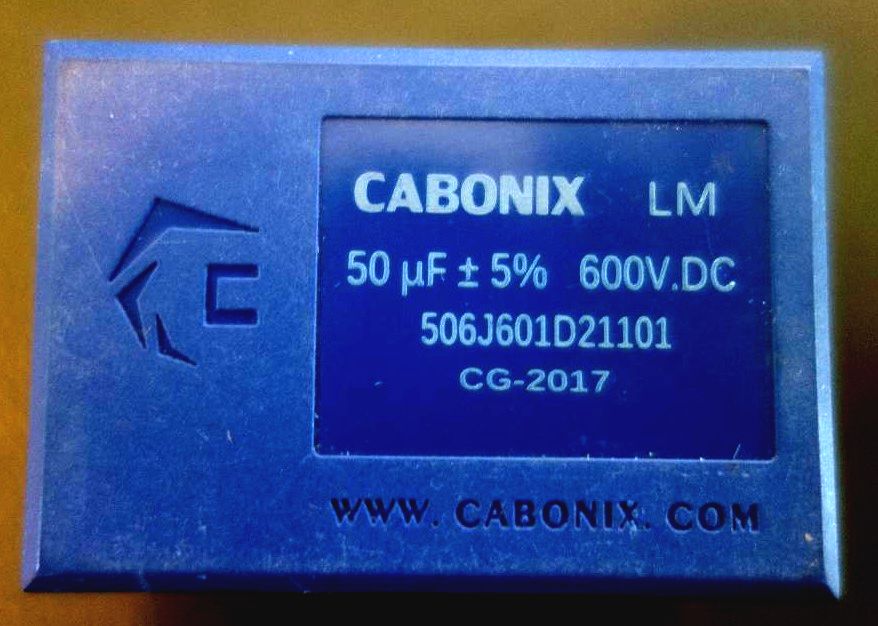 CABONIX LM
50 µF ± 5% 600V.DC
506J601D21101
CG-2017
WWW. CABONIX. COM